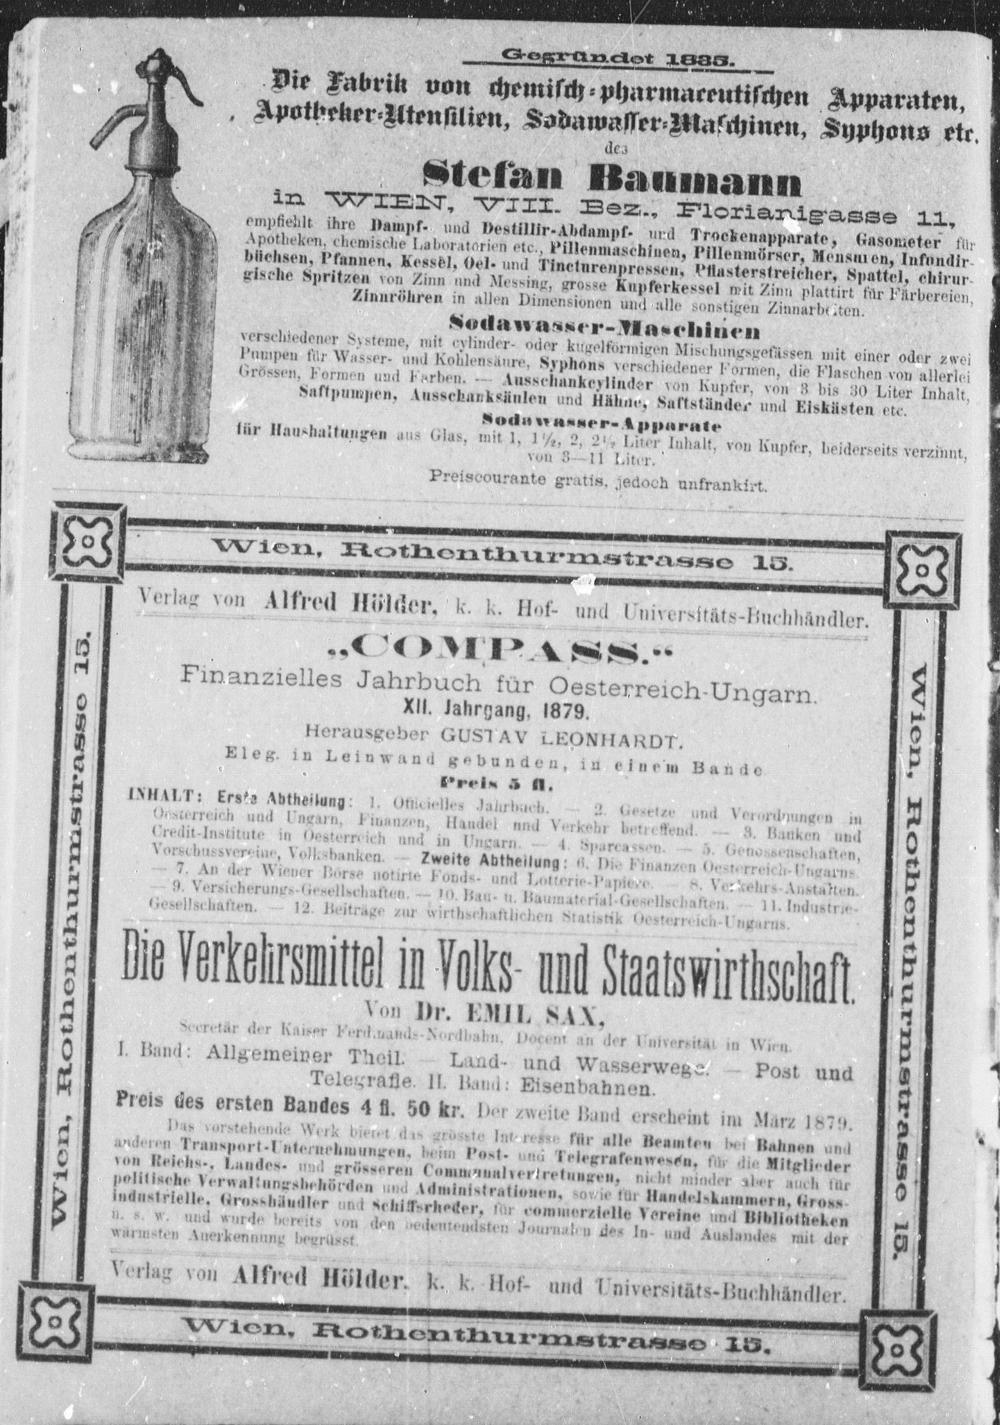 Gegründet 1835.
Die Fabrik von chemisch-pharmaceutischen Apparaten,
Apotheker-Utensilien, Sodawasser-Maschinen, Syphons etc.
des
Stefan Baumann
in WIEN, VIII. Bez., Florianigasse 11,
empfiehlt ihre Dampf- und Destillir-Abdampf- und Trockenapparate, Gasometer für
Apotheken, chemische Laboratorien etc., Pillenmaschinen, Pillenmörser, Mensuren, Infundir-
büchsen, Pfannen, Kessel, Oel- und Tincturenpressen, Pflasterstreicher, Spattel, chirur-
gische Spritzen von Zinn und Messing, grosse Kupferkessel mit Zinn plattirt für Färbereien,
Zinnröhren in allen Dimensionen und alle sonstigen Zinnarbeiten.
Sodawasser-Maschinen
verschiedener Systeme, mit cylinder- oder kugelförmigen Mischungsgefässen mit einer oder zwei
Pumpen für Wasser- und Kohlensäure, Syphons verschiedener Formen, die Flaschen von allerlei
Grössen, Formen und Farben. — Ausschankcylinder von Kupfer, von 3 bis 30 Liter Inhalt,
Saftpumpen, Ausschanksäulen und Hähne, Saftständer und Eiskästen etc.
Sodawasser-Apparate
für Haushaltungen aus Glas, mit 1, 1½, 2, 2½ Liter Inhalt, von Kupfer, beiderseits verzinnt,
von 3—11 Liter.
Preiscourante gratis, jedoch unfrankirt.
Wien, Rothenthurmstrasse 15.
Wien, Rothenthurmstrasse 15.
Wien, Rothenthurmstrasse 15.
Verlag von Alfred Hölder, k. k. Hof- und Universitäts-Buchhändler.
„COMPASS.“
Finanzielles Jahrbuch für Oesterreich-Ungarn.
XII. Jahrgang, 1879.
Herausgeber GUSTAV LEONHARDT.
Eleg. in Leinwand gebunden, in einem Bande
Preis 5 fl.
INHALT: Erste Abtheilung: 1. Officielles Jahrbuch. — 2. Gesetze und Verordnungen in
Oesterreich und Ungarn, Finanzen, Handel und Verkehr betreffend. — 3. Banken und
Credit-Institute in Oesterreich und in Ungarn. — 4. Sparcassen. — 5. Genossenschaften,
Vorschussvereine, Volksbanken. — Zweite Abtheilung: 6. Die Finanzen Oesterreich-Ungarns.
— 7. An der Wiener Börse notirte Fonds- und Lotterie-Papiere. — 8. Verkehrs-Anstalten.
— 9. Versicherungs-Gesellschaften. — 10. Bau- u. Baumaterial-Gesellschaften. — 11. Industrie-
Gesellschaften. — 12. Beiträge zur wirthschaftlichen Statistik Oesterreich-Ungarns.
Die Verkehrsmittel in Volks- und Staatswirthschaft.
Von Dr. EMIL SAX,
Secretär der Kaiser Ferdinands-Nordbahn, Docent an der Universität in Wien.
I. Band: Allgemeiner Theil. — Land- und Wasserwege. — Post und
Telegrafie. II. Band: Eisenbahnen.
Preis des ersten Bandes 4 fl. 50 kr. Der zweite Band erscheint im März 1879.
Das vorstehende Werk bietet das grösste Interesse für alle Beamten bei Bahnen und
anderen Transport-Unternehmungen, beim Post- und Telegrafenwesen, für die Mitglieder
von Reichs-, Landes- und grösseren Communalvertretungen, nicht minder aber auch für
politische Verwaltungsbehörden und Administrationen, sowie für Handelskammern, Gross-
industrielle, Grosshändler und Schiffsrheder, für commerzielle Vereine und Bibliotheken
u. s. w. und wurde bereits von den bedeutendsten Journalen des In- und Auslandes mit der
wärmsten Anerkennung begrüsst.
Verlag von Alfred Hölder, k. k. Hof- und Universitäts-Buchhändler.
Wien, Rothenthurmstrasse 15.